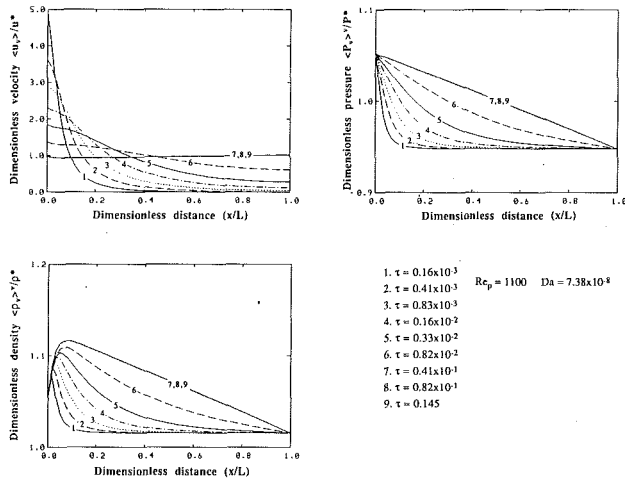 Dimensionless velocity <uᵥ>/u*
5.0
4.0
3.0
2.0
1.0
0.0
1
2
3
4
5
6
7,8,9
0.0 0.2 0.4 0.6 0.8 1.0
Dimensionless distance (x/L)
Dimensionless pressure <Pᵥ>ᵛ/P*
1.1
1.0
0.9
1
2
3
4
5
6
7,8,9
0.0 0.2 0.4 0.6 0.8 1.0
Dimensionless distance (x/L)
Dimensionless density <ρᵥ>ᵛ/ρ*
1.2
1.1
1.0
1
2
3
4
5
6
7,8,9
0.0 0.2 0.4 0.6 0.8 1.0
Dimensionless distance (x/L)
1. τ = 0.16x10⁻³
2. τ = 0.41x10⁻³
3. τ = 0.83x10⁻³
4. τ = 0.16x10⁻²
5. τ = 0.33x10⁻²
6. τ = 0.82x10⁻²
7. τ = 0.41x10⁻¹
8. τ = 0.82x10⁻¹
9. τ = 0.145
Reₚ = 1100 Da = 7.38x10⁻⁸